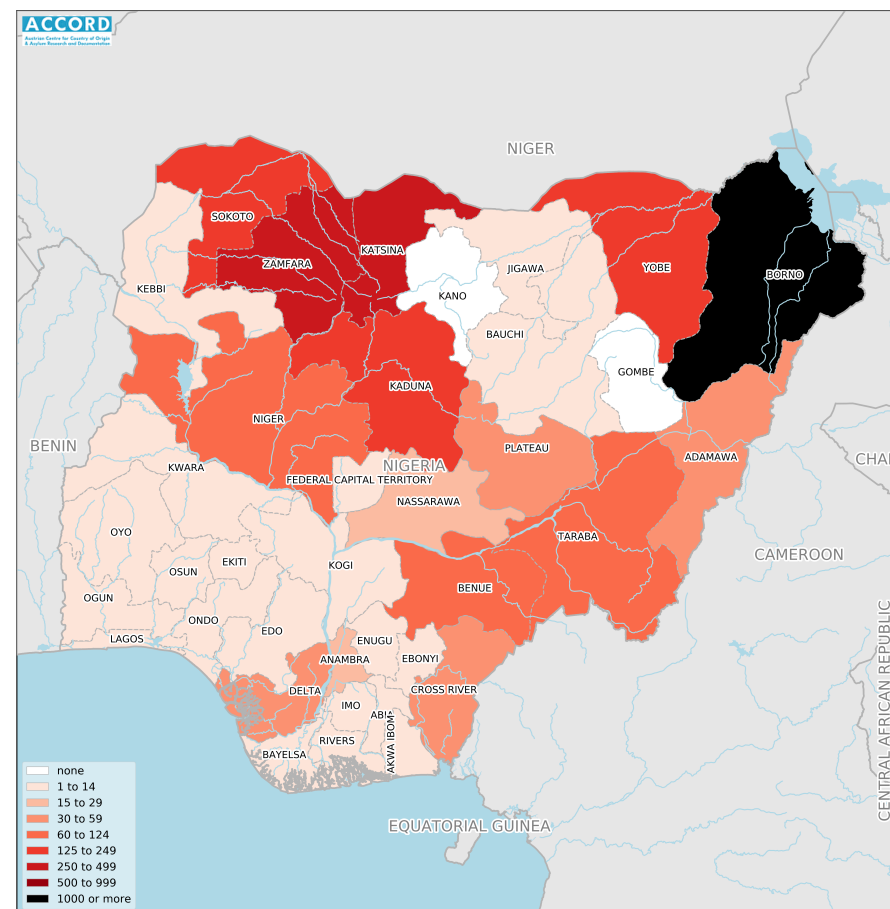 ACCORD
Austrian Centre for Country of Origin
& Asylum Research and Documentation
NIGER
SOKOTO
KATSINA
ZAMFARA
JIGAWA
YOBE
BORNO
KEBBI
KANO
BAUCHI
GOMBE
KADUNA
NIGER
BENIN
PLATEAU
ADAMAWA
CHAD
KWARA
NIGERIA
FEDERAL CAPITAL TERRITORY
NASSARAWA
OYO
TARABA
CAMEROON
EKITI
KOGI
OSUN
BENUE
OGUN
ONDO
LAGOS
EDO
ENUGU
ANAMBRA
EBONYI
DELTA
CROSS RIVER
IMO
ABI
AKWA IBOM
RIVERS
BAYELSA
CENTRAL AFRICAN REPUBLIC
EQUATORIAL GUINEA
none
1 to 14
15 to 29
30 to 59
60 to 124
125 to 249
250 to 499
500 to 999
1000 or more